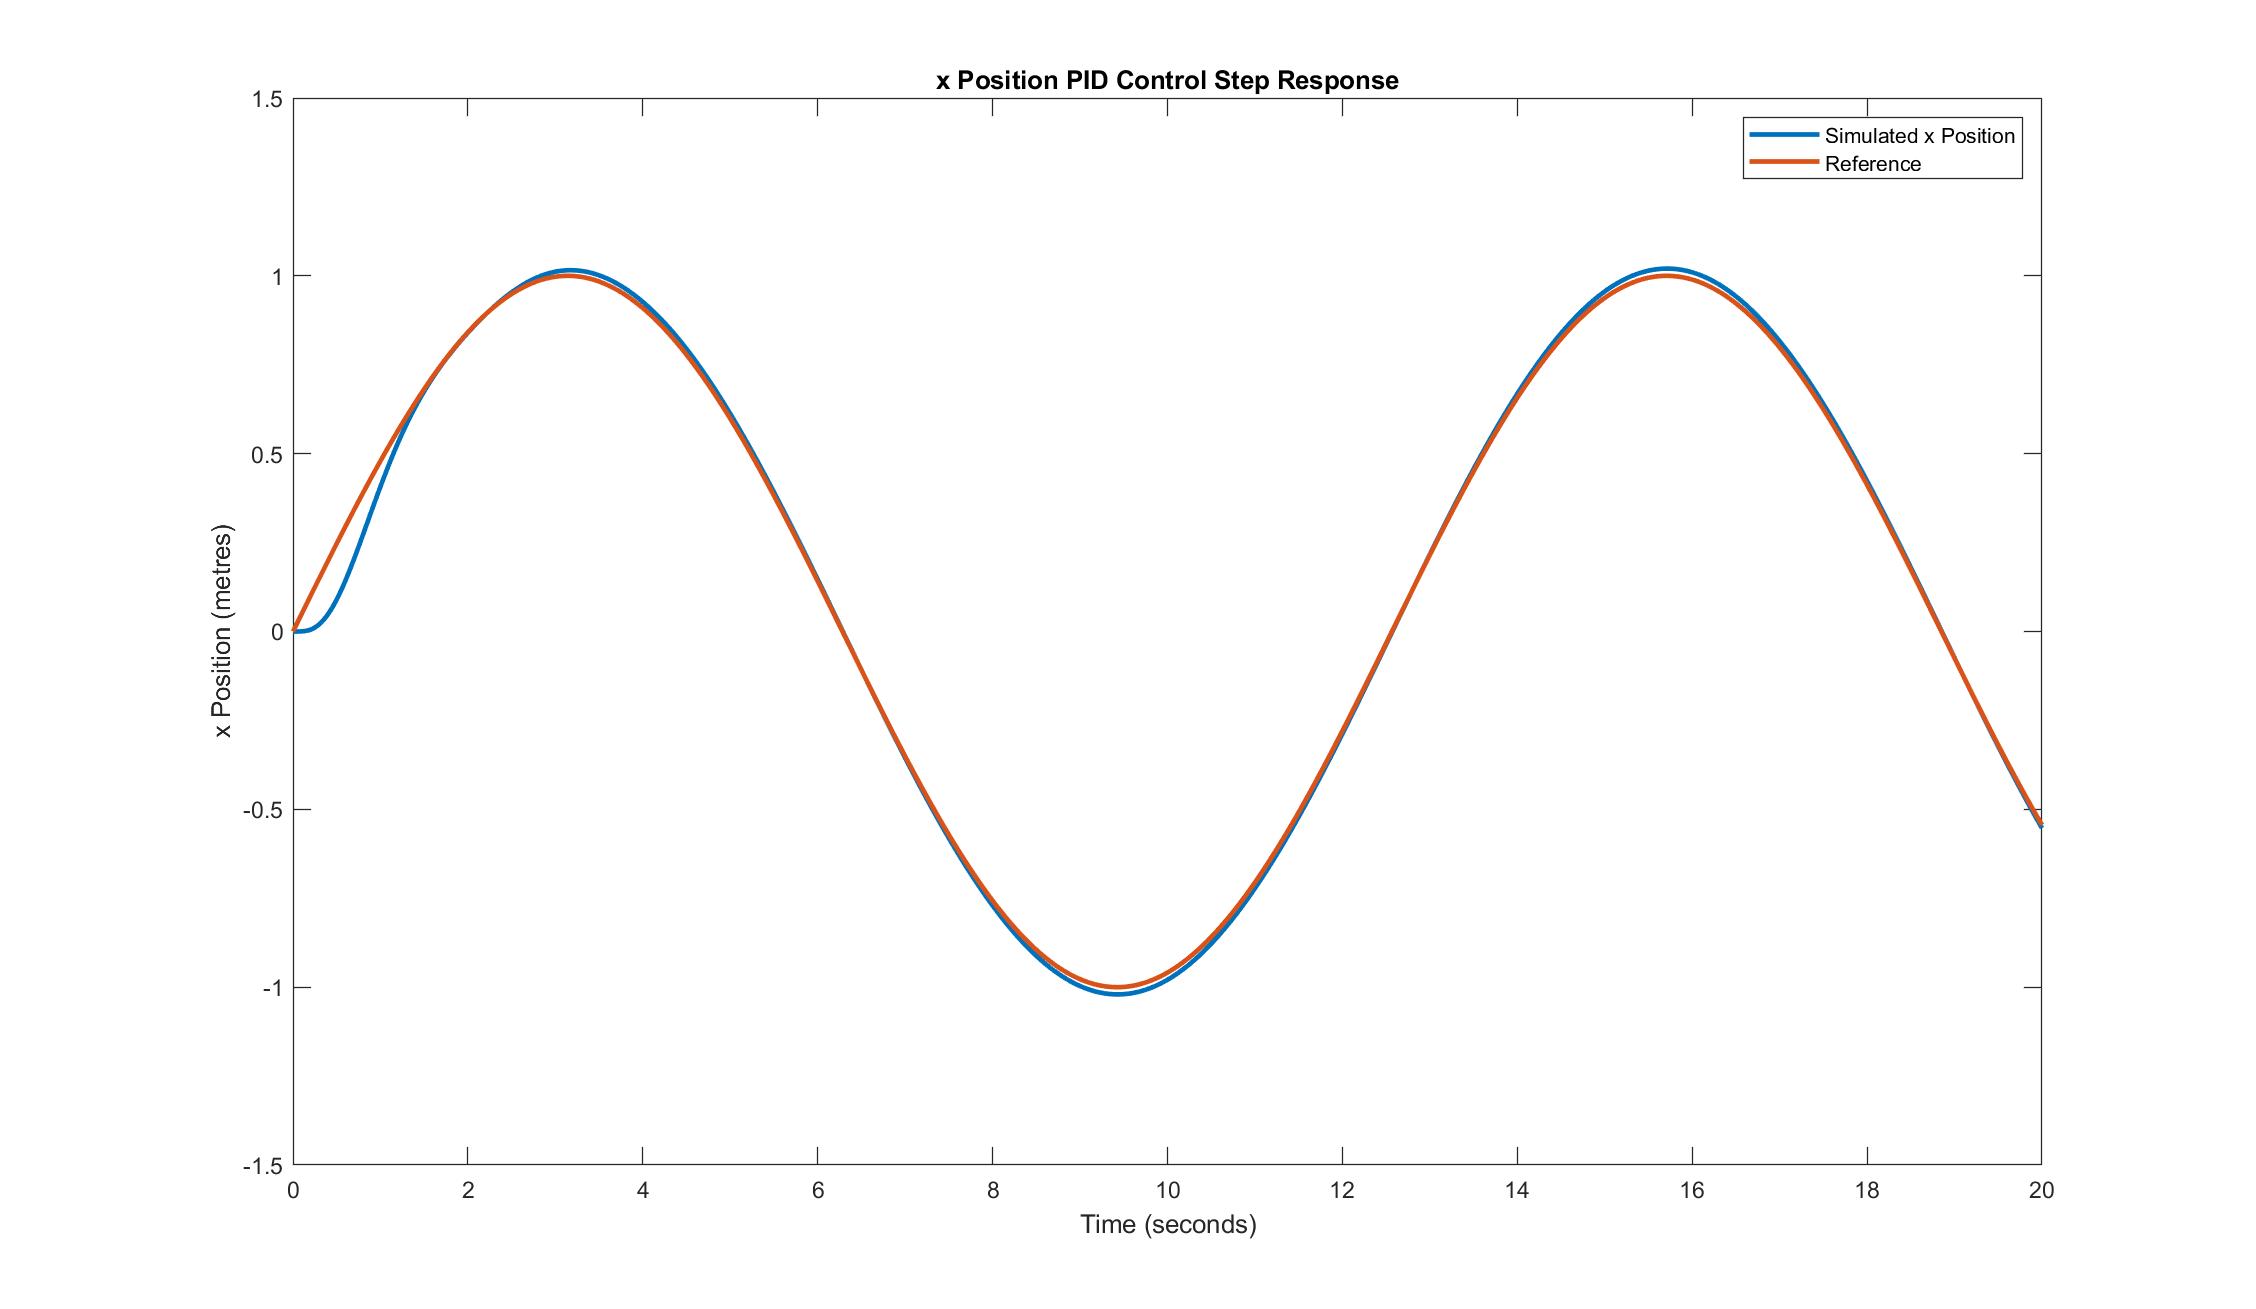 x Position PID Control Step Response
1.5
1
0.5
0
-0.5
-1
-1.5
x Position (metres)
Simulated x Position
Reference
0 2 4 6 8 10 12 14 16 18 20
Time (seconds)